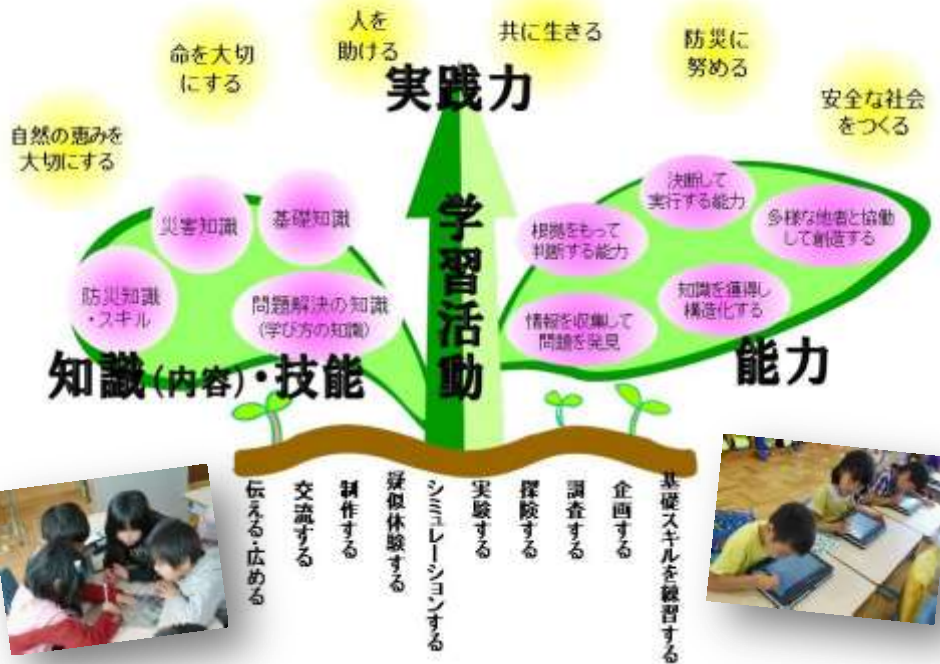 人を
助ける
共に生きる
命を大切
にする
防災に
努める
実践力
安全な社会
をつくる
自然の恵みを
大切にする
災害知識
基礎知識
決断して
実行する能力
根拠をもって
判断する能力
多様な他者と協働
して創造する
防災知識
・スキル
問題解決の知識
(学び方の知識)
知識を獲得し
構造化する
情報を収集して
問題を発見
学習活動
知識(内容)・技能
能力
伝える・広める
交流する
制作する
疑似体験する
シミュレーションする
実験する
探険する
調査する
企画する
基礎スキルを練習する